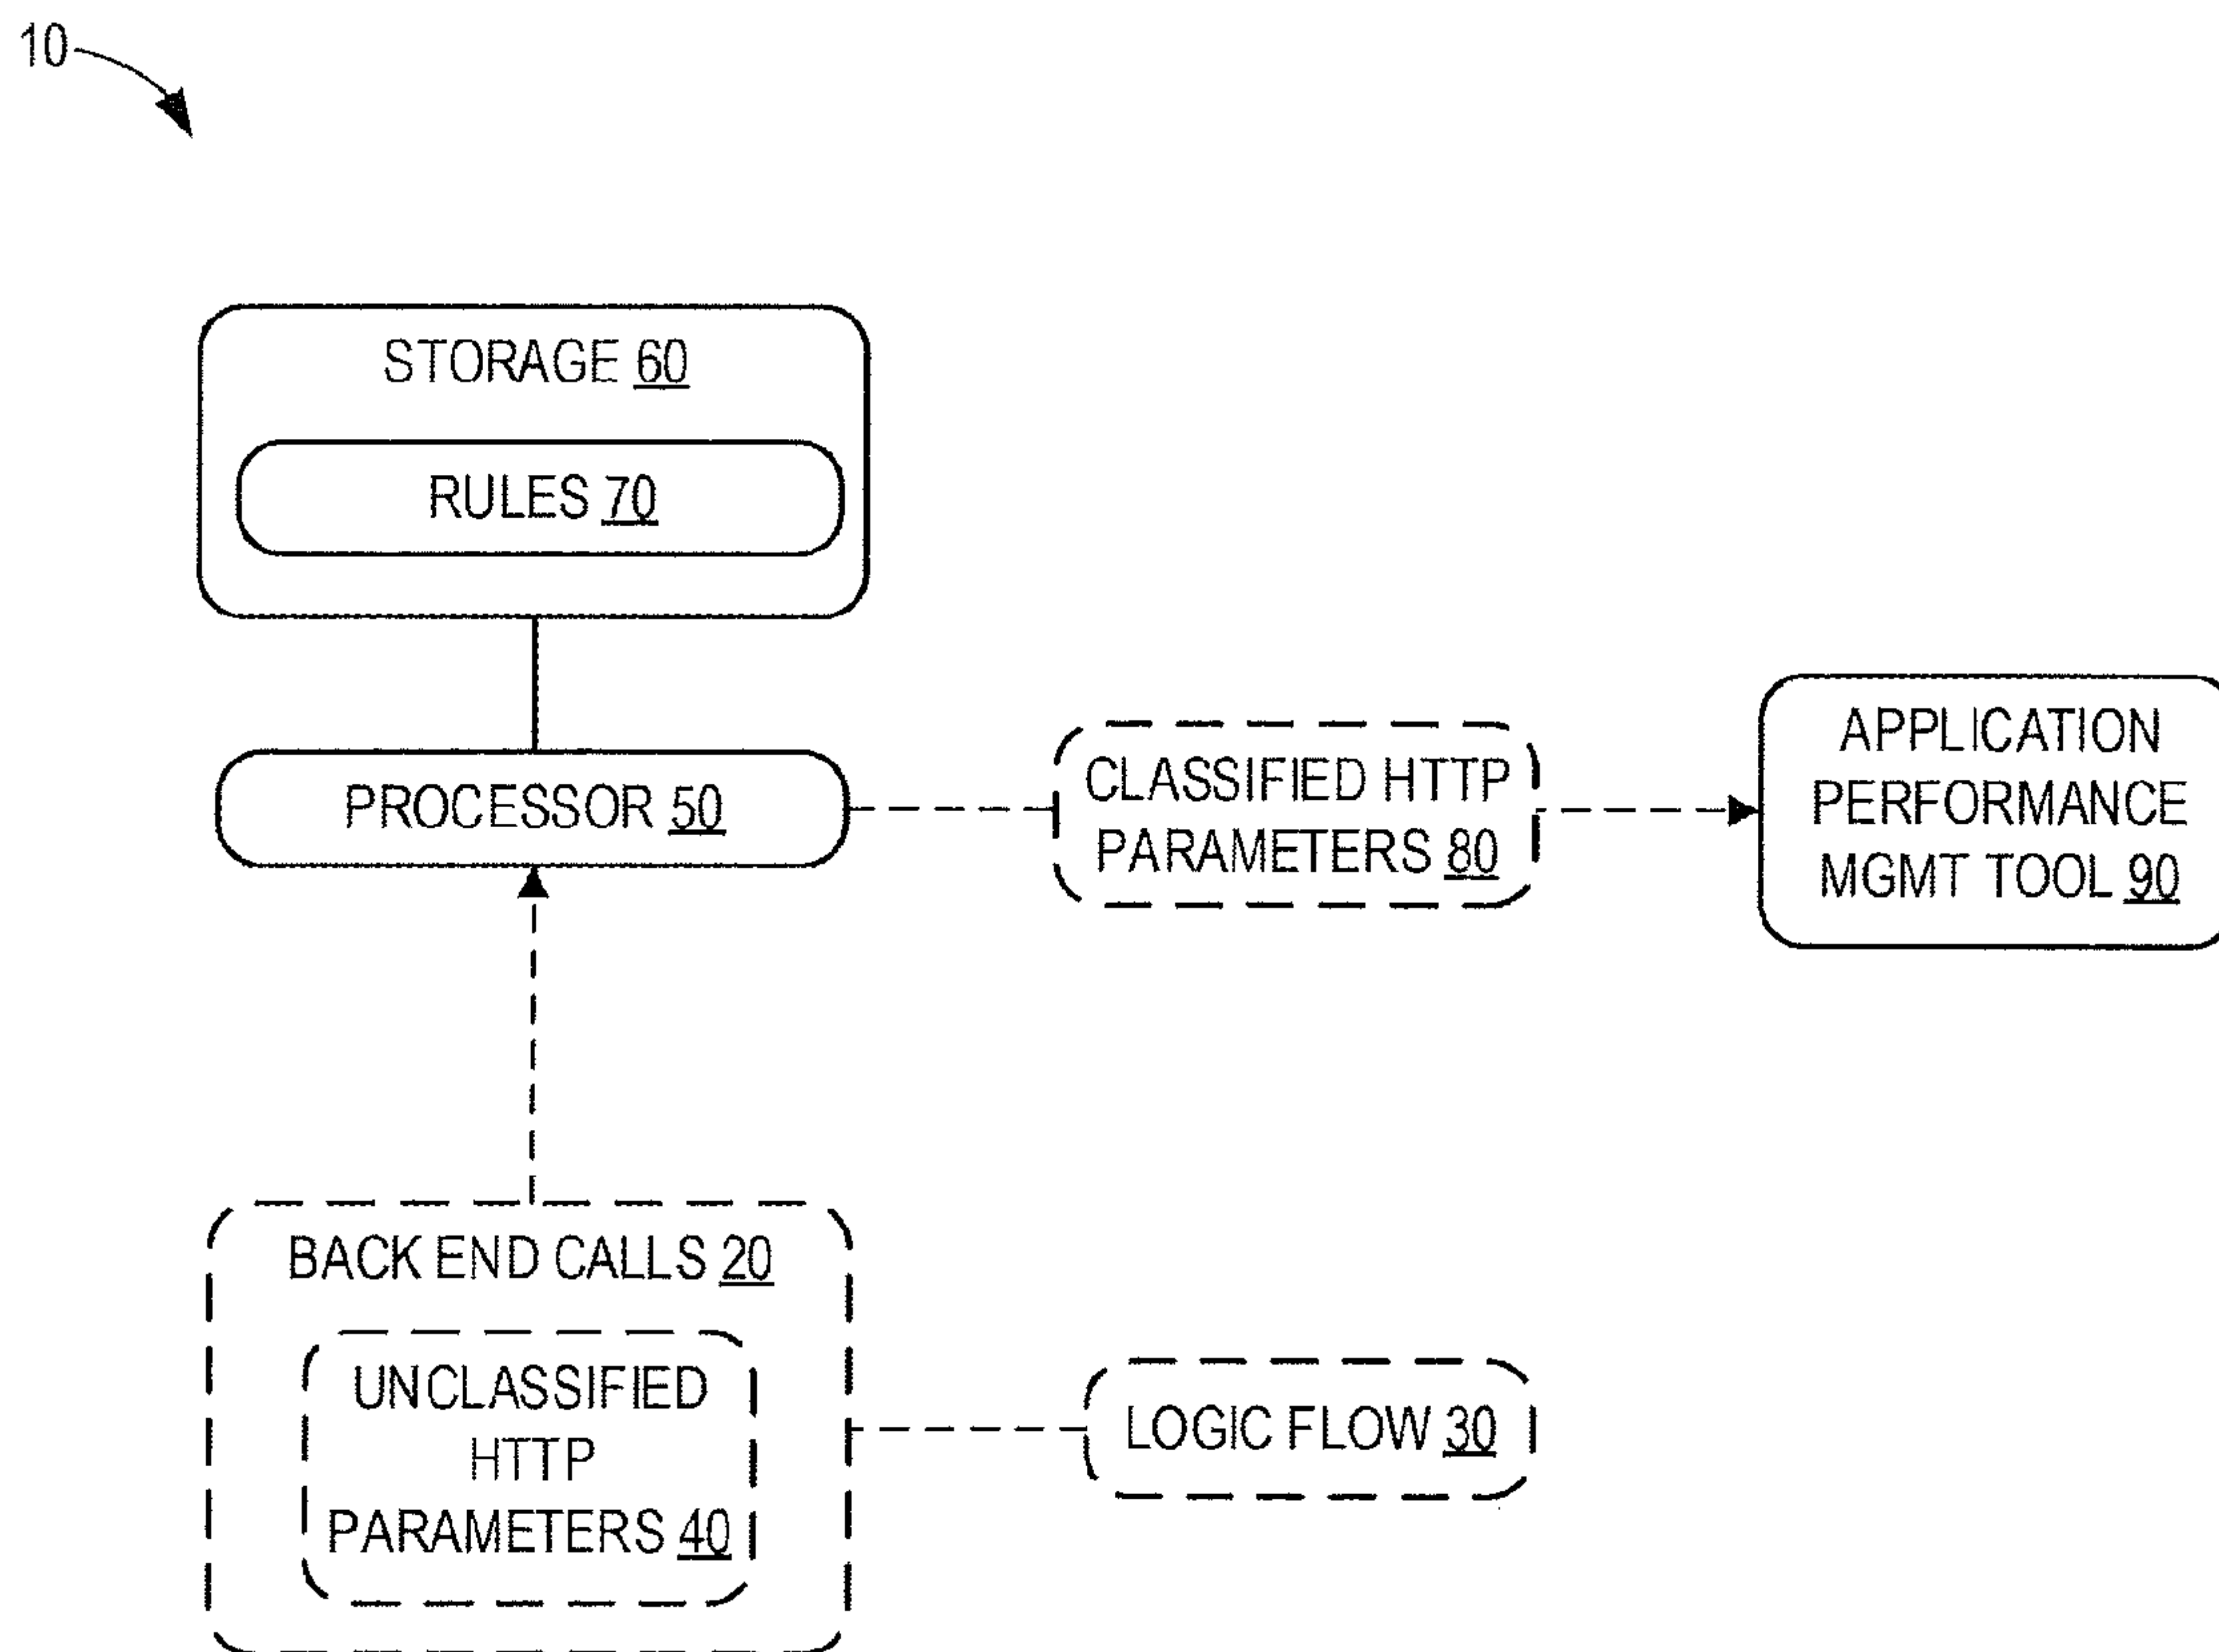 10
STORAGE 60
RULES 70
PROCESSOR 50
CLASSIFIED HTTP
PARAMETERS 80
APPLICATION
PERFORMANCE
MGMT TOOL 90
BACK END CALLS 20
UNCLASSIFIED
HTTP
PARAMETERS 40
LOGIC FLOW 30